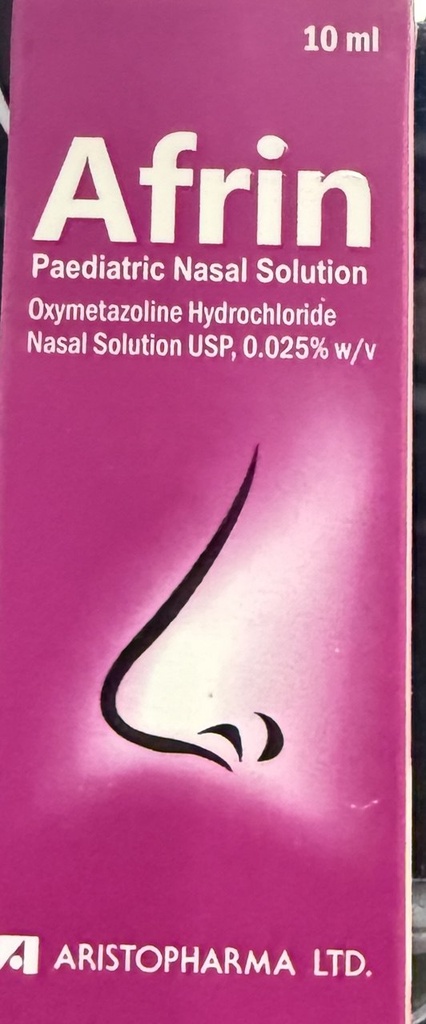 10 ml
Afrin
Paediatric Nasal Solution
Oxymetazoline Hydrochloride
Nasal Solution USP, 0.025% w/v
ARISTOPHARMA LTD.